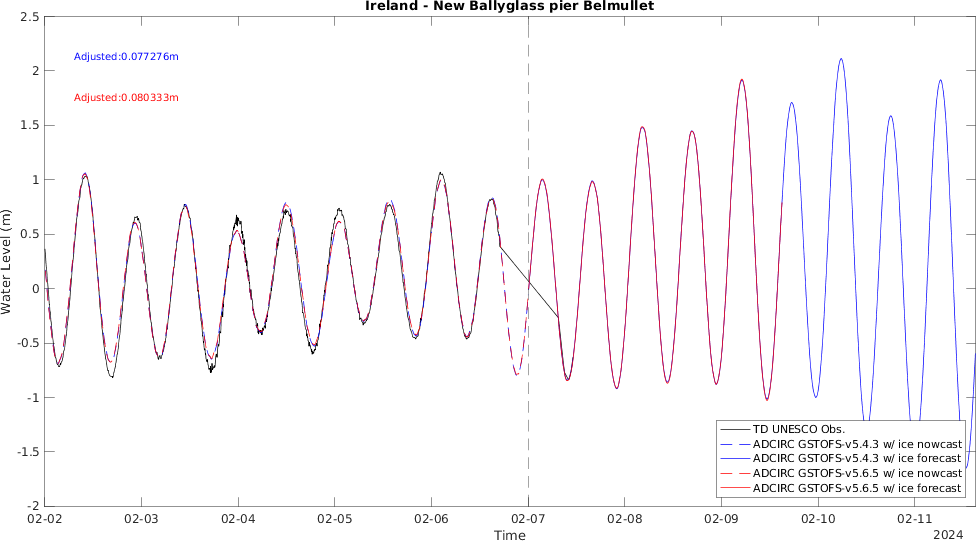 Ireland - New Ballyglass pier Belmullet
Adjusted:0.077276m
Adjusted:0.080333m
Water Level (m)
2.5
2
1.5
1
0.5
0
-0.5
-1
-1.5
-2
TD UNESCO Obs.
ADCIRC GSTOFS-v5.4.3 w/ ice nowcast
ADCIRC GSTOFS-v5.4.3 w/ ice forecast
ADCIRC GSTOFS-v5.6.5 w/ ice nowcast
ADCIRC GSTOFS-v5.6.5 w/ ice forecast
02-02 02-03 02-04 02-05 02-06 02-07 02-08 02-09 02-10 02-11
Time
2024